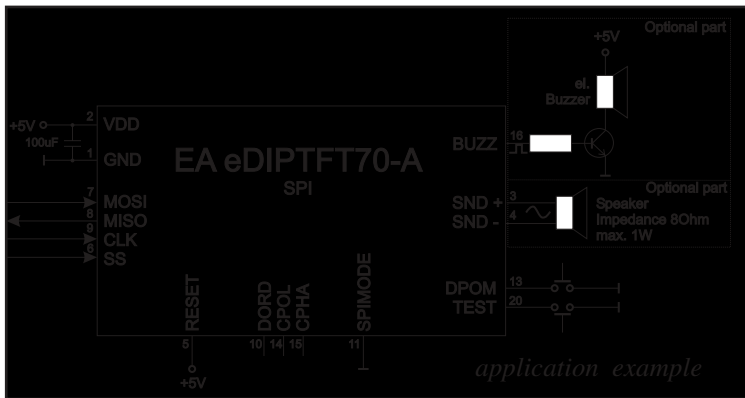 Optional part
+5V
el.
Buzzer
2
VDD
+5V
100uF
1
GND
EA eDIPTFT70-A
SPI
BUZZ
16
7
MOSI
8
MISO
9
CLK
6
SS
Optional part
SND +
3
SND -
4
Speaker
Impedance 8Ohm
max. 1W
DPOM
13
TEST
20
RESET
DORD
CPOL
CPHA
SPIMODE
5
10
14
15
11
+5V
application example